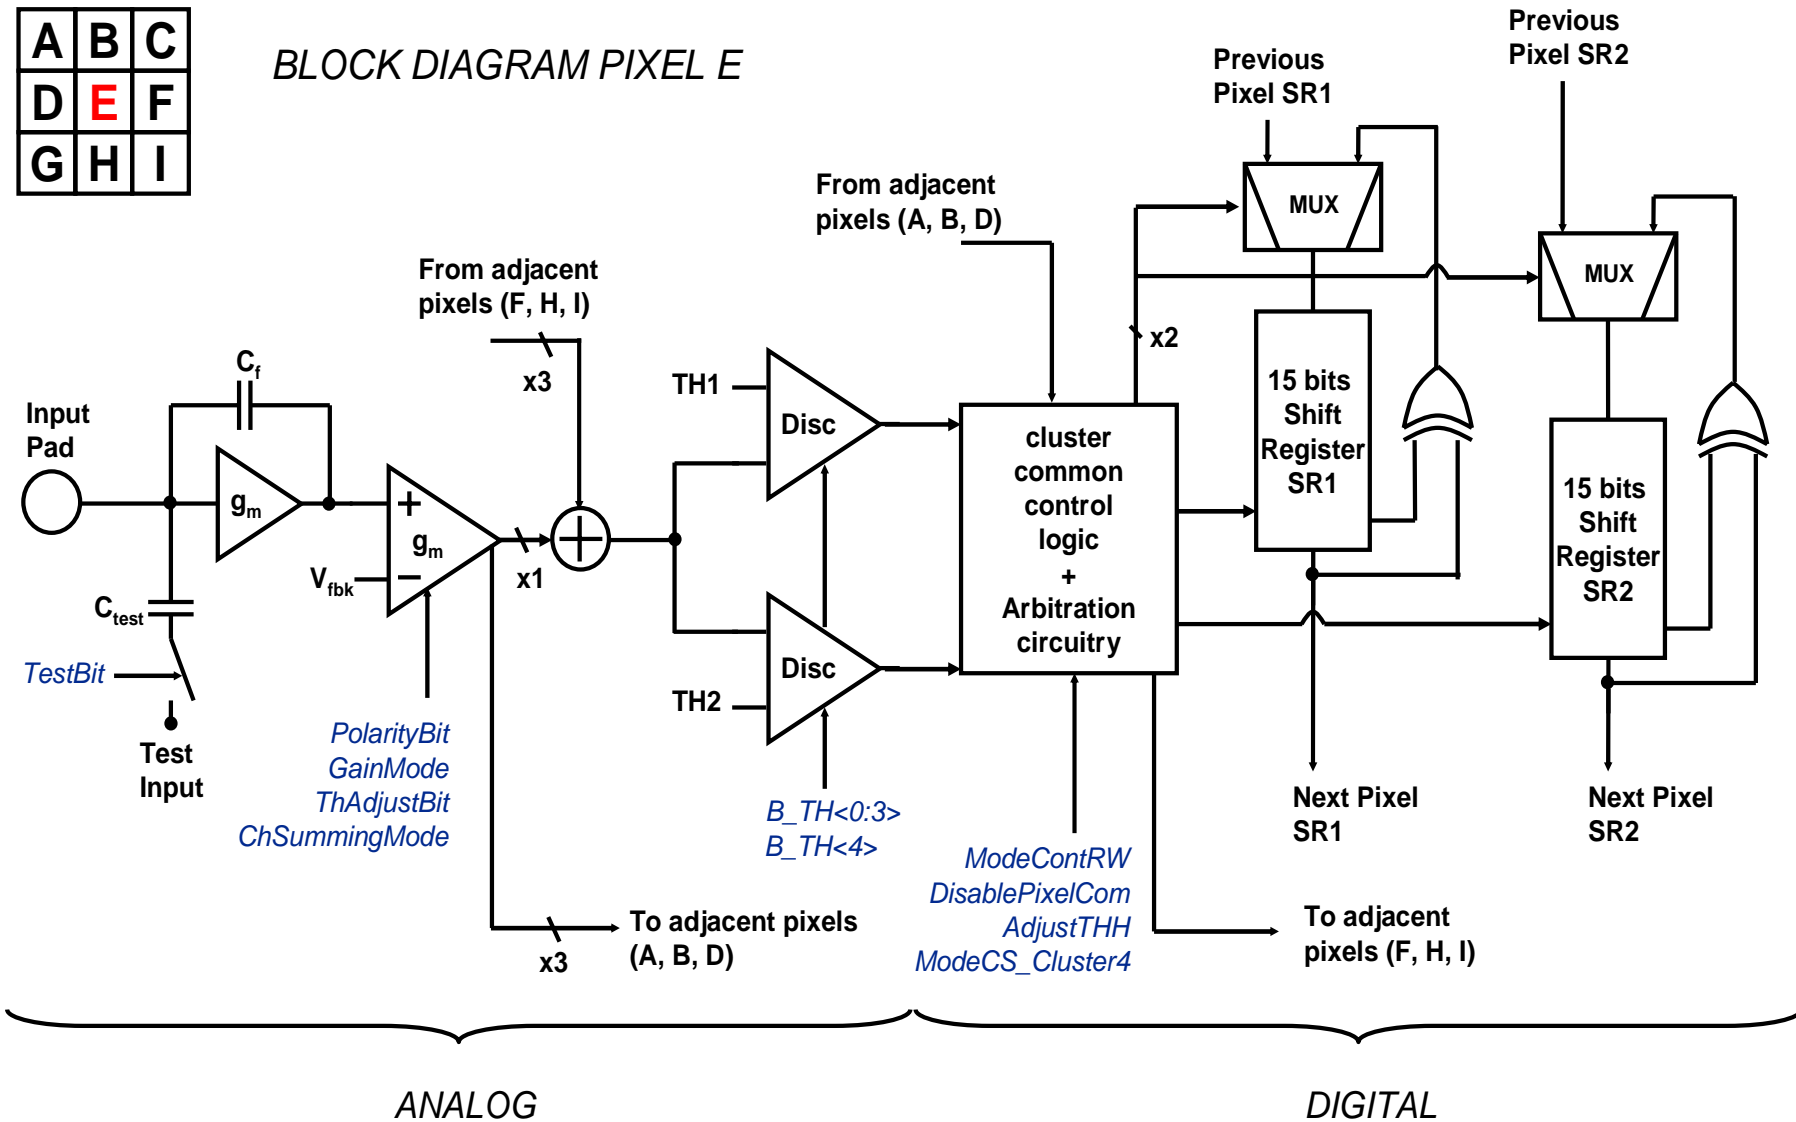 A B C
D E F
G H I
BLOCK DIAGRAM PIXEL E
Previous
Pixel SR1
Previous
Pixel SR2
From adjacent
pixels (A, B, D)
From adjacent
pixels (F, H, I)
x3
MUX
MUX
x2
Input
Pad
Cf
gm
gm
+
−
Vfbk
x1
Ctest
TestBit
Test
Input
PolarityBit
GainMode
ThAdjustBit
ChSummingMode
TH1
Disc
Disc
TH2
B_TH<0:3>
B_TH<4>
cluster
common
control
logic
+
Arbitration
circuitry
15 bits
Shift
Register
SR1
15 bits
Shift
Register
SR2
ModeContRW
DisablePixelCom
AdjustTHH
ModeCS_Cluster4
To adjacent pixels
(A, B, D)
x3
To adjacent
pixels (F, H, I)
Next Pixel
SR1
Next Pixel
SR2
ANALOG
DIGITAL